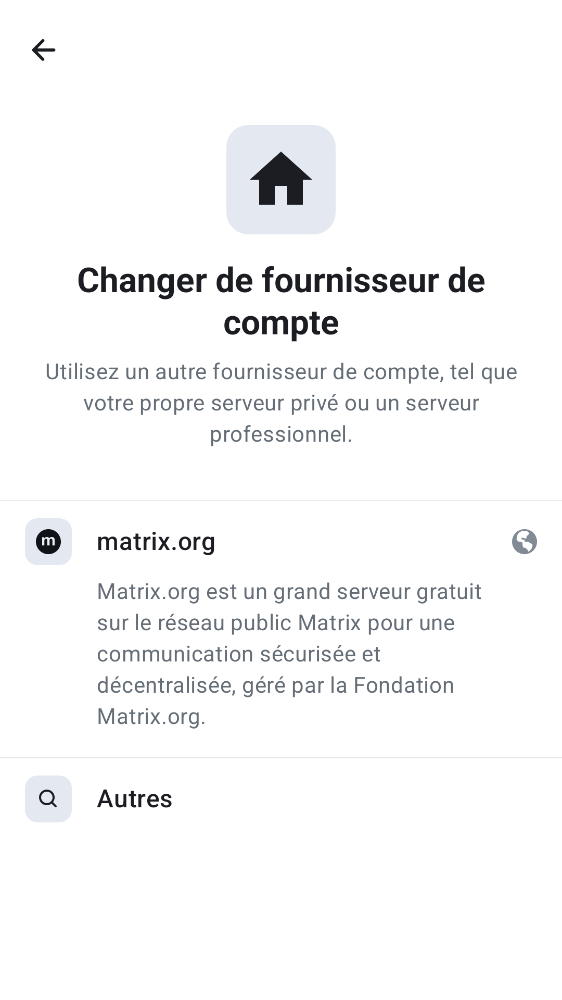 Changer de fournisseur de
compte
Utilisez un autre fournisseur de compte, tel que
votre propre serveur privé ou un serveur
professionnel.
m
matrix.org
Matrix.org est un grand serveur gratuit
sur le réseau public Matrix pour une
communication sécurisée et
décentralisée, géré par la Fondation
Matrix.org.
Autres